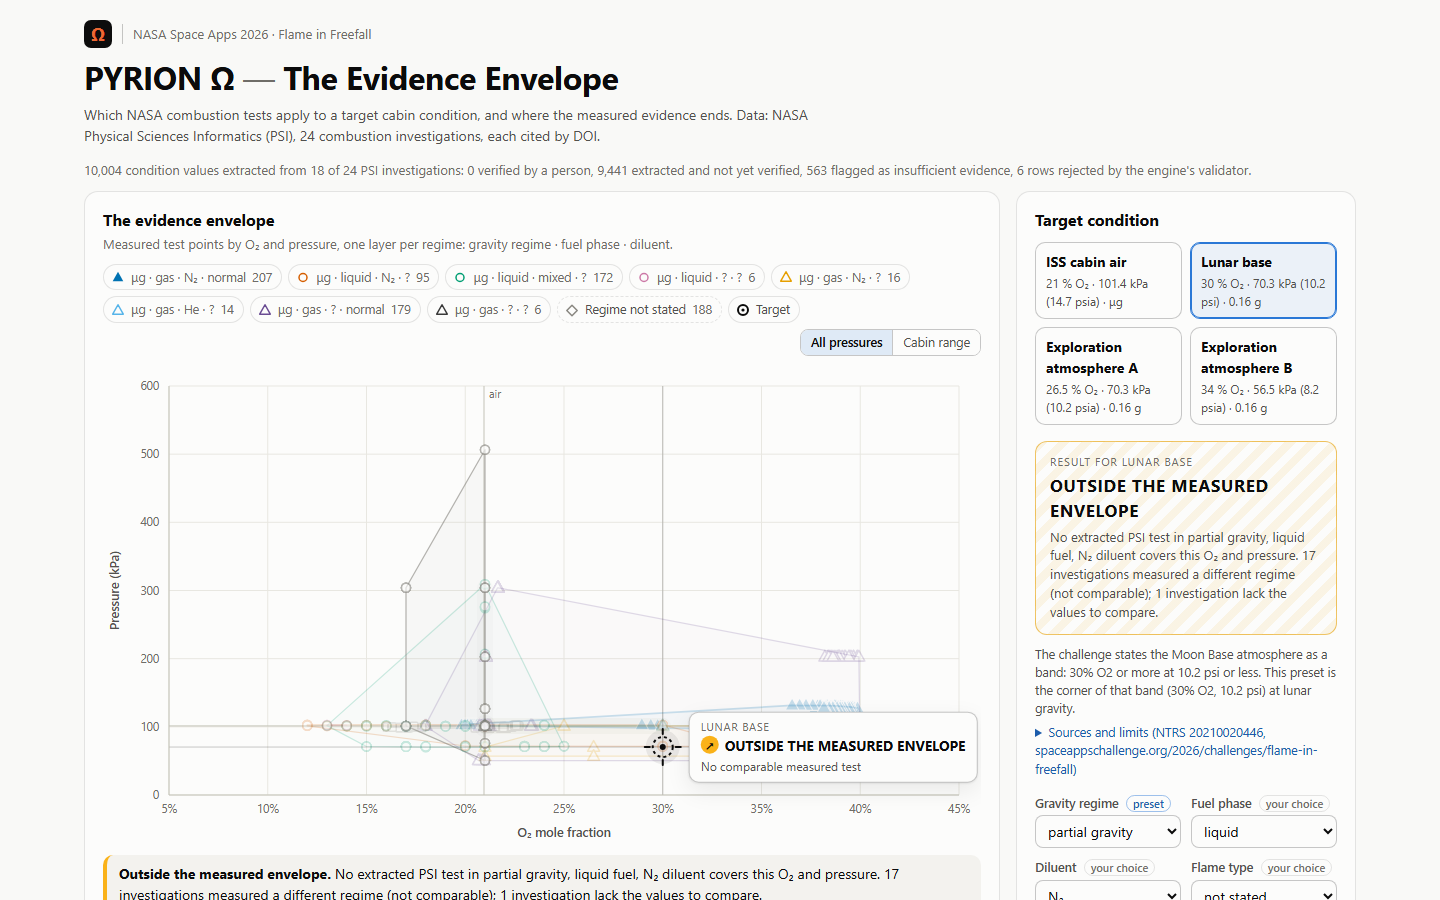 Ω
NASA Space Apps 2026 · Flame in Freefall
PYRION Ω — The Evidence Envelope
Which NASA combustion tests apply to a target cabin condition, and where the measured evidence ends. Data: NASA
Physical Sciences Informatics (PSI), 24 combustion investigations, each cited by DOI.
10,004 condition values extracted from 18 of 24 PSI investigations: 0 verified by a person, 9,441 extracted and not yet verified, 563 flagged as insufficient evidence, 6 rows rejected by the engine's validator.
The evidence envelope
Measured test points by O₂ and pressure, one layer per regime: gravity regime · fuel phase · diluent.
µg · gas · N₂ · normal 207
µg · liquid · N₂ · ? 95
µg · liquid · mixed · ? 172
µg · liquid · ? · ? 6
µg · gas · N₂ · ? 16
µg · gas · He · ? 14
µg · gas · ? · normal 179
µg · gas · ? · ? 6
Regime not stated 188
Target
All pressures
Cabin range
air
600
500
400
300
200
100
0
Pressure (kPa)
5%
10%
15%
20%
25%
30%
35%
40%
45%
O₂ mole fraction
LUNAR BASE
OUTSIDE THE MEASURED ENVELOPE
No comparable measured test
Outside the measured envelope. No extracted PSI test in partial gravity, liquid fuel, N₂ diluent covers this O₂ and pressure. 17
investigations measured a different regime (not comparable); 1 investigation lack the values to compare.
Target condition
ISS cabin air
21 % O₂ · 101.4 kPa
(14.7 psia) · µg
Lunar base
30 % O₂ · 70.3 kPa (10.2
psi) · 0.16 g
Exploration
atmosphere A
26.5 % O₂ · 70.3 kPa
(10.2 psia) · 0.16 g
Exploration
atmosphere B
34 % O₂ · 56.5 kPa (8.2
psia) · 0.16 g
RESULT FOR LUNAR BASE
OUTSIDE THE MEASURED
ENVELOPE
No extracted PSI test in partial gravity, liquid
fuel, N₂ diluent covers this O₂ and pressure. 17
investigations measured a different regime
(not comparable); 1 investigation lack the
values to compare.
The challenge states the Moon Base atmosphere as a
band: 30% O2 or more at 10.2 psi or less. This preset is
the corner of that band (30% O2, 10.2 psi) at lunar
gravity.
Sources and limits (NTRS 20210020446,
spaceappschallenge.org/2026/challenges/flame-in-
freefall)
Gravity regime preset
partial gravity
Fuel phase your choice
liquid
Diluent your choice
N₂
Flame type your choice
not stated